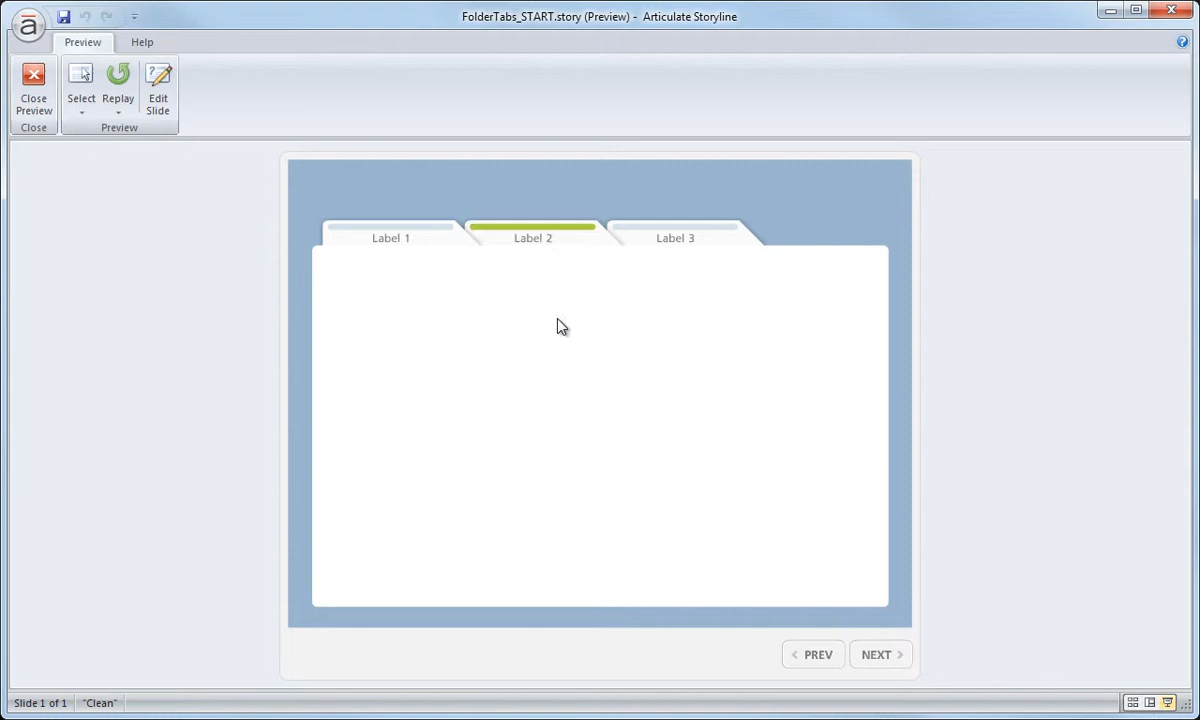 FolderTabs_START.story (Preview) - Articulate Storyline
Preview Help
Close Preview
Select
Replay
Edit Slide
Close
Preview
Label 1 Label 2 Label 3
PREV NEXT
Slide 1 of 1 "Clean"